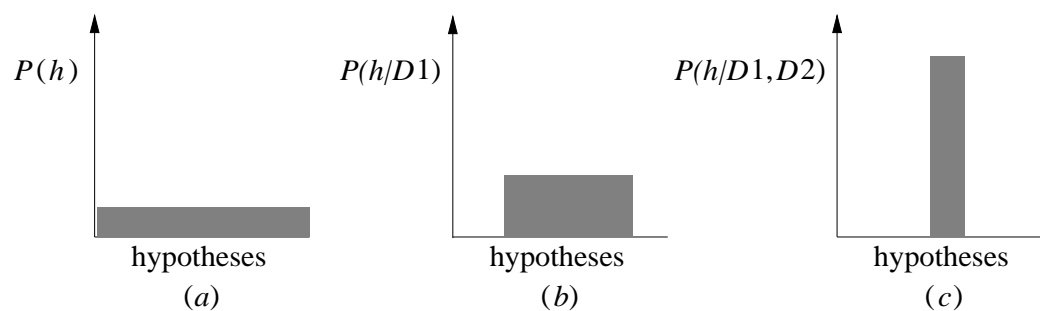 P(h) P(h/D1) P(h/D1,D2)
hypotheses hypotheses hypotheses
(a) (b) (c)